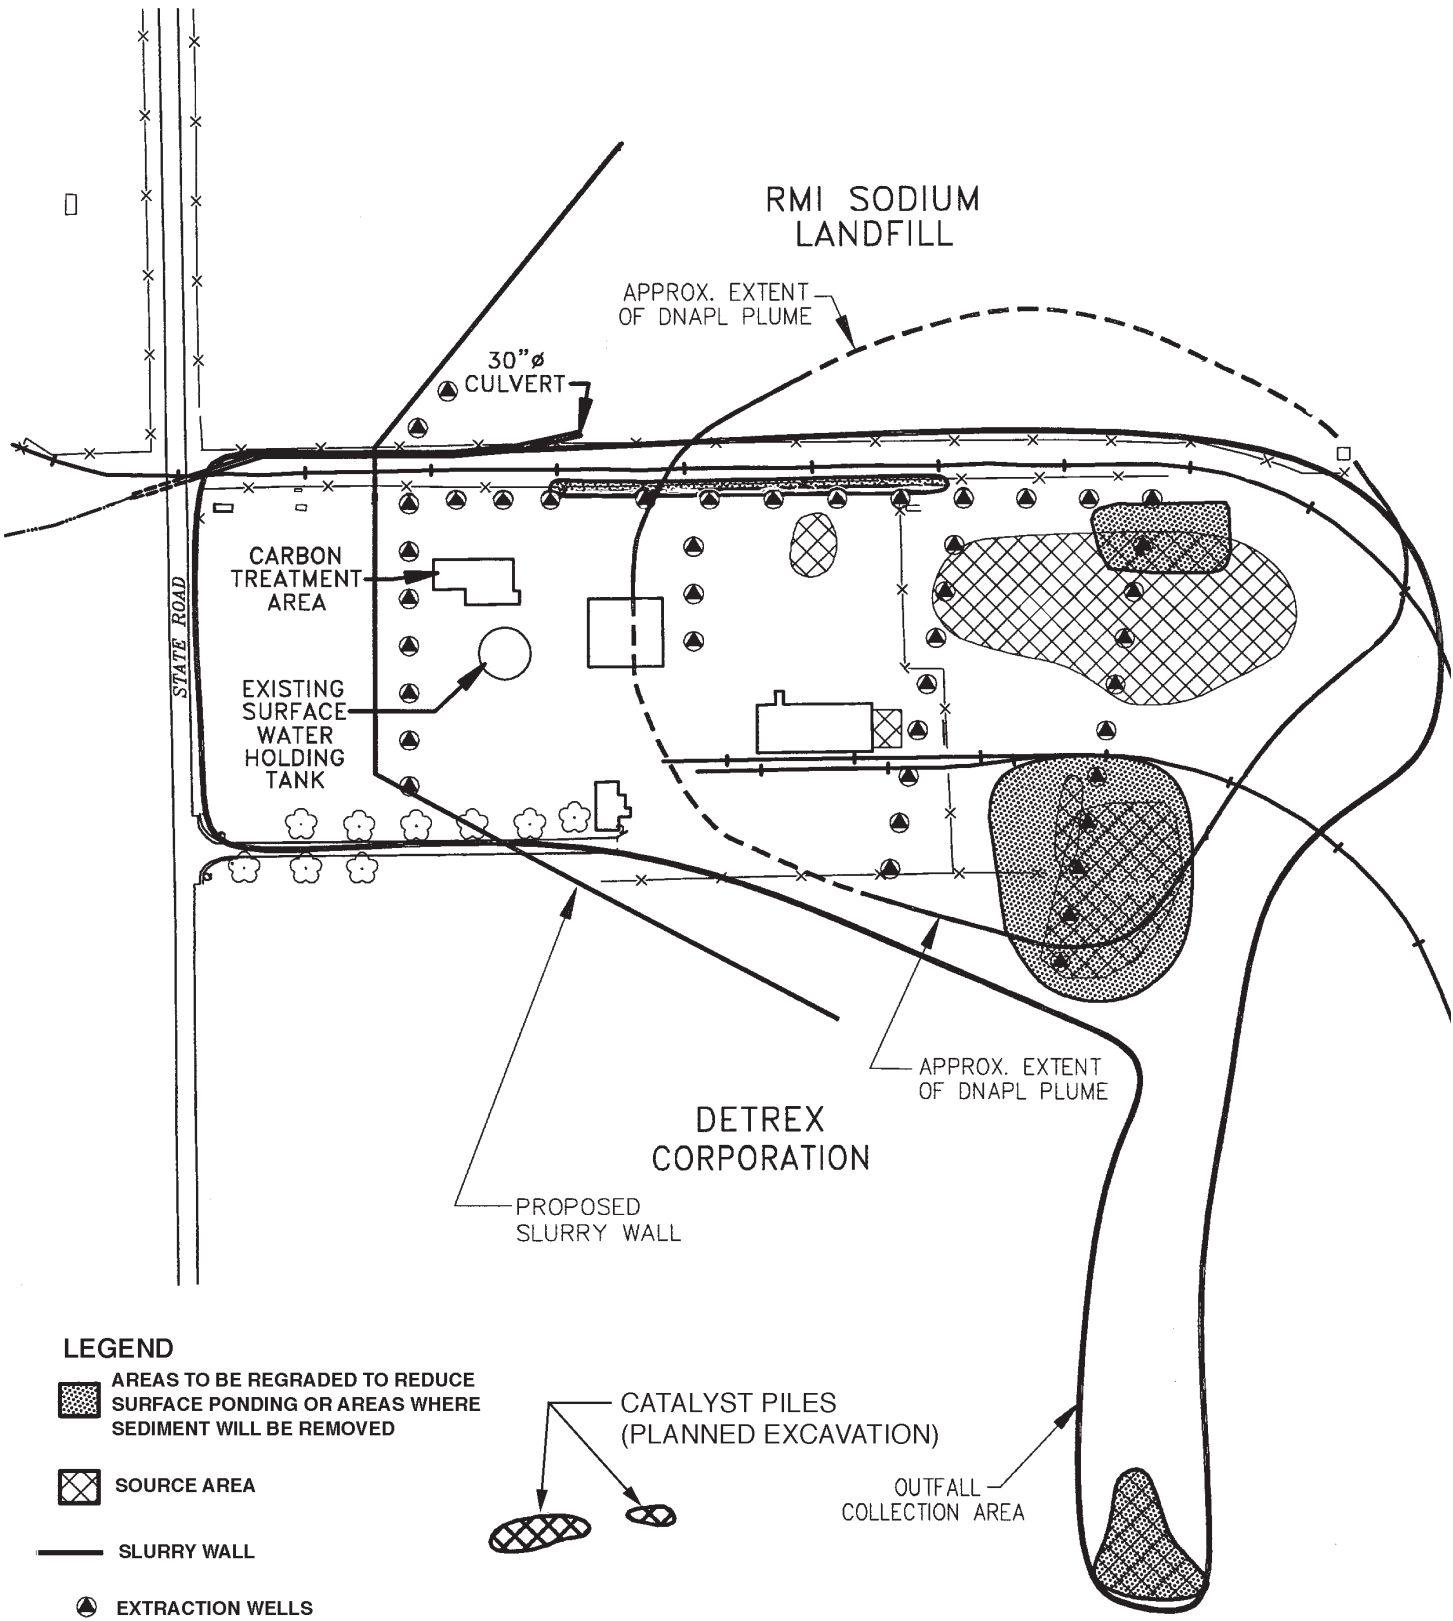 RMI SODIUM
LANDFILL
APPROX. EXTENT
OF DNAPL PLUME
30"ø
CULVERT
CARBON
TREATMENT
AREA
STATE ROAD
EXISTING
SURFACE
WATER
HOLDING
TANK
APPROX. EXTENT
OF DNAPL PLUME
DETREX
CORPORATION
PROPOSED
SLURRY WALL
LEGEND
AREAS TO BE REGRADED TO REDUCE
SURFACE PONDING OR AREAS WHERE
SEDIMENT WILL BE REMOVED
SOURCE AREA
SLURRY WALL
EXTRACTION WELLS
CATALYST PILES
(PLANNED EXCAVATION)
OUTFALL
COLLECTION AREA